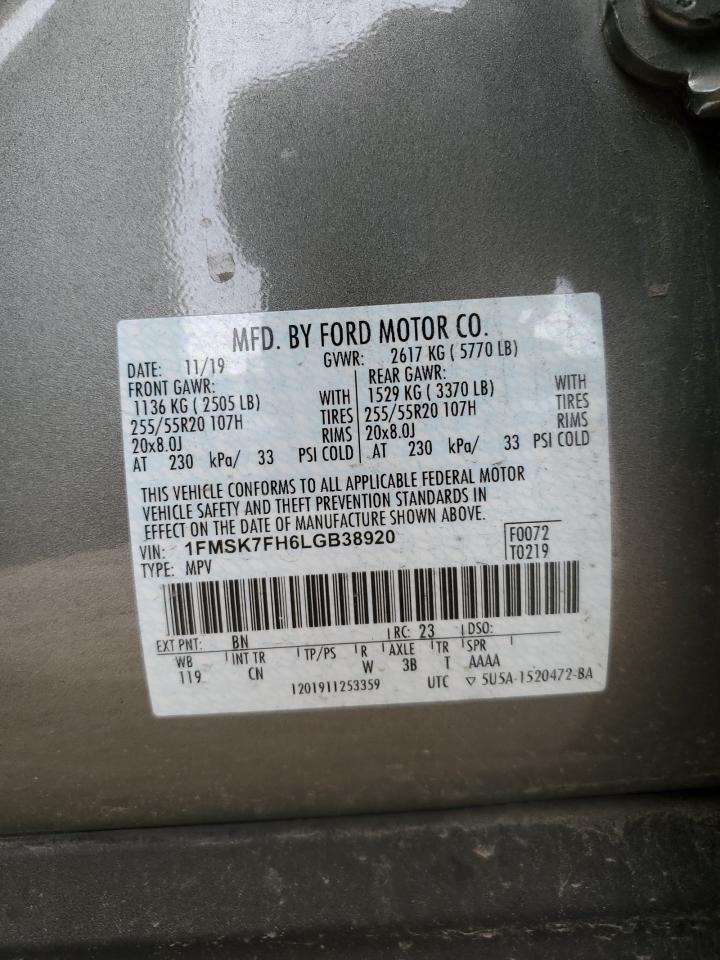 MFD. BY FORD MOTOR CO.
DATE: 11/19 GVWR: 2617 KG ( 5770 LB)
FRONT GAWR: REAR GAWR:
1136 KG ( 2505 LB) WITH 1529 KG ( 3370 LB) WITH
255/55R20 107H TIRES 255/55R20 107H TIRES
20x8.0J RIMS 20x8.0J RIMS
AT 230 kPa/ 33 PSI COLD AT 230 kPa/ 33 PSI COLD
THIS VEHICLE CONFORMS TO ALL APPLICABLE FEDERAL MOTOR
VEHICLE SAFETY AND THEFT PREVENTION STANDARDS IN
EFFECT ON THE DATE OF MANUFACTURE SHOWN ABOVE.
VIN: 1FMSK7FH6LGB38920 F0072
TYPE: MPV T0219
EXT PNT: BN RC: 23 DSO:
WB INT TR TP/PS R AXLE TR SPR
119 CN W 3B T AAAA
1201911253359 UTC ▽ 5U5A-1520472-BA